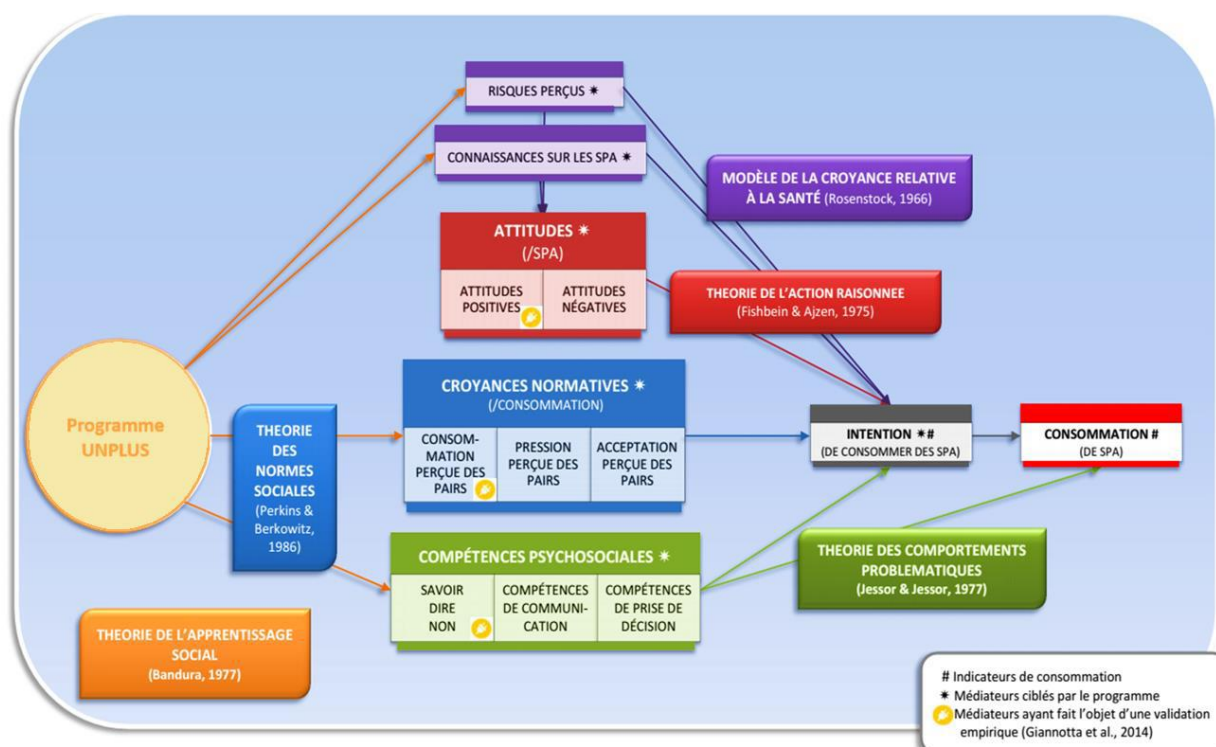 RISQUES PERÇUS ✷
CONNAISSANCES SUR LES SPA ✷
MODÈLE DE LA CROYANCE RELATIVE
À LA SANTÉ (Rosenstock, 1966)
ATTITUDES ✷
(/SPA)
ATTITUDES
POSITIVES
ATTITUDES
NÉGATIVES
THEORIE DE L'ACTION RAISONNEE
(Fishbein & Ajzen, 1975)
Programme
UNPLUS
THEORIE
DES
NORMES
SOCIALES
(Perkins &
Berkowitz,
1986)
CROYANCES NORMATIVES ✷
(/CONSOMMATION)
CONSOM-
MATION
PERÇUE DES
PAIRS
PRESSION
PERÇUE DES
PAIRS
ACCEPTATION
PERÇUE DES
PAIRS
INTENTION ✷#
(DE CONSOMMER DES SPA)
CONSOMMATION #
(DE SPA)
COMPÉTENCES PSYCHOSOCIALES ✷
SAVOIR
DIRE
NON
COMPÉTENCES
DE COMMUNI-
CATION
COMPÉTENCES
DE PRISE DE
DÉCISION
THEORIE DES COMPORTEMENTS
PROBLEMATIQUES
(Jessor & Jessor, 1977)
THEORIE DE L'APPRENTISSAGE
SOCIAL
(Bandura, 1977)
# Indicateurs de consommation
✷ Médiateurs ciblés par le programme
Médiateurs ayant fait l'objet d'une validation
empirique (Giannotta et al., 2014)